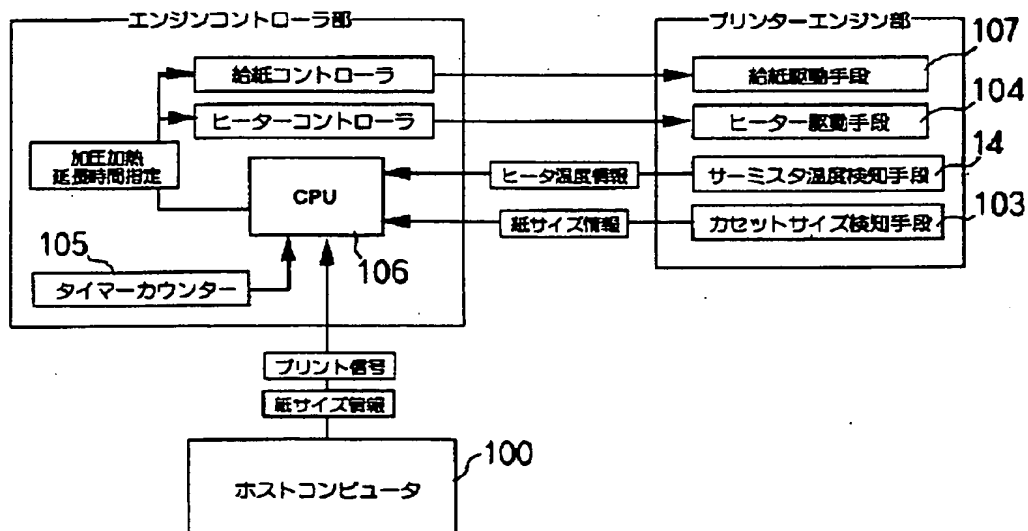 エンジンコントローラ部
プリンターエンジン部
107
給紙コントローラ
給紙駆動手段
104
ヒーターコントローラ
ヒーター駆動手段
加圧加熱
延長時間指定
14
CPU
ヒータ温度情報
サーミスタ温度検知手段
103
紙サイズ情報
カセットサイズ検知手段
105
106
タイマーカウンター
プリント信号
紙サイズ情報
100
ホストコンピュータ